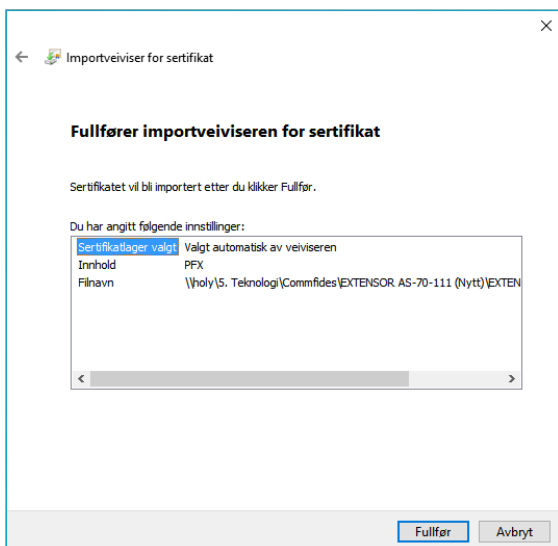 Importveiviser for sertifikat
Fullfører importveiviseren for sertifikat
Sertifikatet vil bli importert etter du klikker Fullfør.
Du har angitt følgende innstillinger:
Sertifikatlager valgt Valgt automatisk av veiviseren
Innhold PFX
Filnavn \\holy\5. Teknologi\Commfides\EXTENSOR AS-70-111 (Nytt)\EXTEN
Fullfør Avbryt